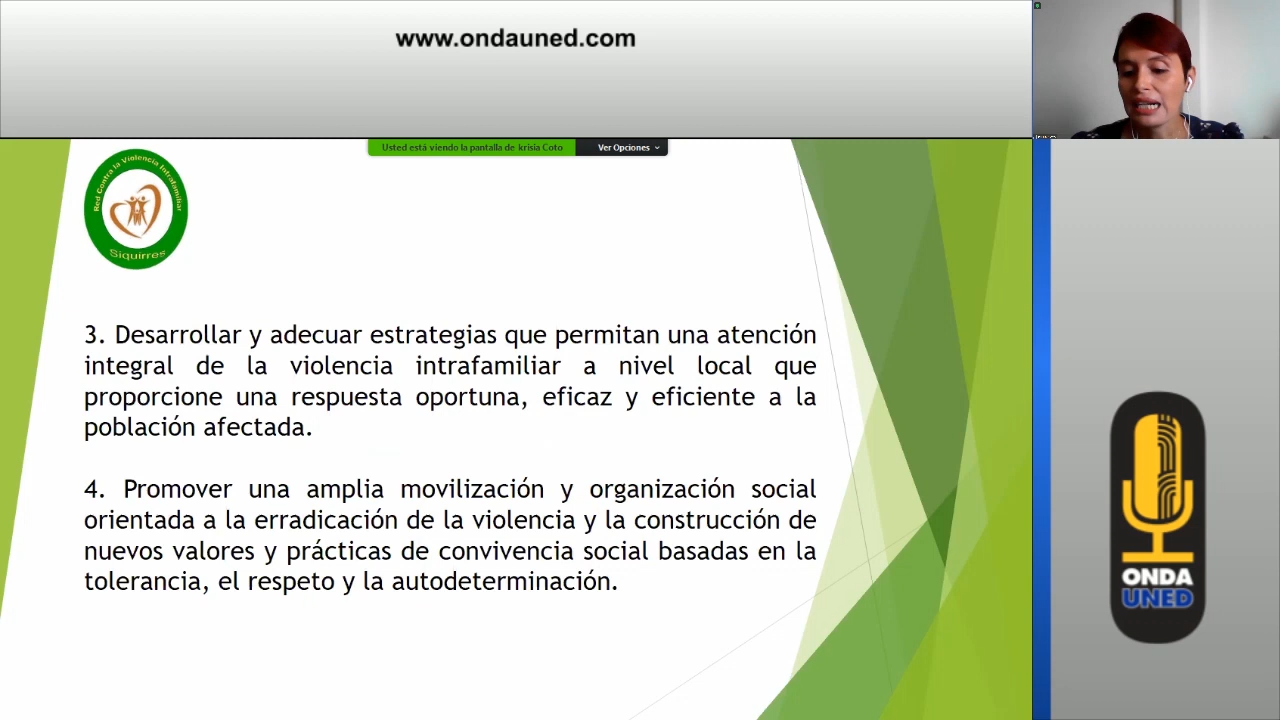 www.ondauned.com
Usted está viendo la pantalla de krisia Coto
Ver Opciones
Red Contra la Violencia Intrafamiliar
Siquirres
3. Desarrollar y adecuar estrategias que permitan una atención
integral de la violencia intrafamiliar a nivel local que
proporcione una respuesta oportuna, eficaz y eficiente a la
población afectada.
4. Promover una amplia movilización y organización social
orientada a la erradicación de la violencia y la construcción de
nuevos valores y prácticas de convivencia social basadas en la
tolerancia, el respeto y la autodeterminación.
ONDA
UNED